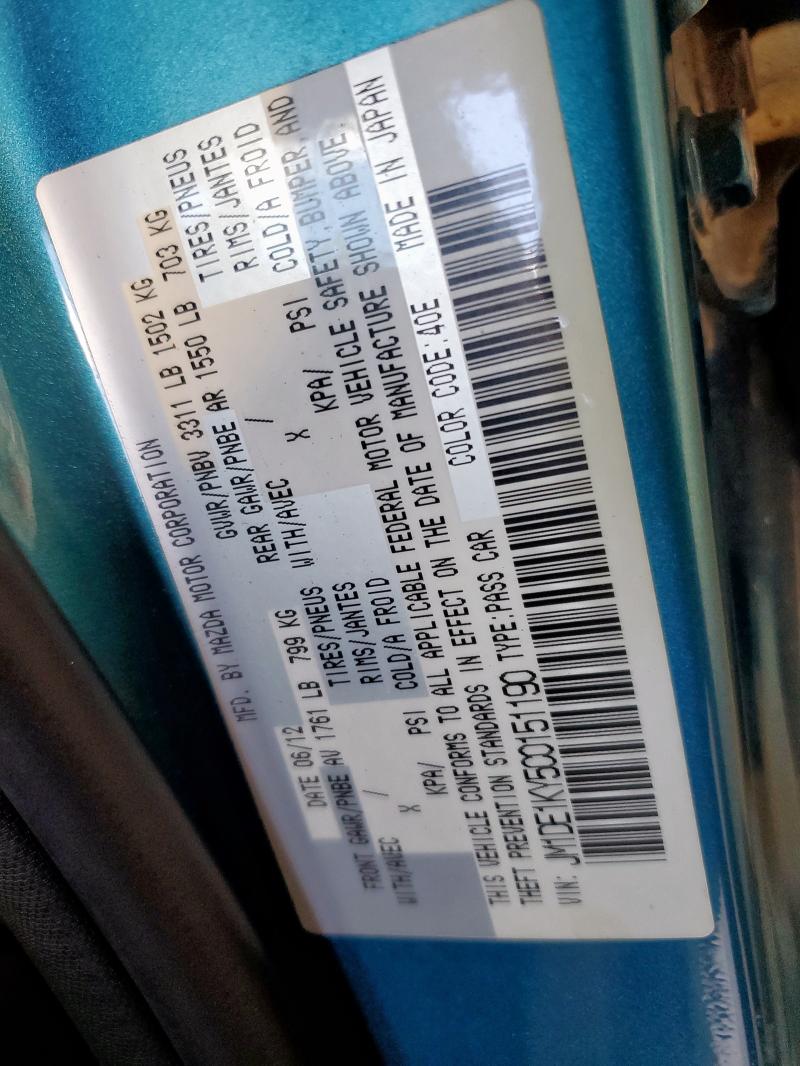 MFD. BY MAZDA MOTOR CORPORATION
DATE 06/12 GVWR/PNBV 3311 LB 1502 KG
FRONT GAWR/PNBE AV 1761 LB 799 KG REAR GAWR/PNBE AR 1550 LB 703 KG
WITH/AVEC / TIRES/PNEUS WITH/AVEC / TIRES/PNEUS
X RIMS/JANTES X RIMS/JANTES
KPA/ PSI COLD/A FROID KPA/ PSI COLD/A FROID
THIS VEHICLE CONFORMS TO ALL APPLICABLE FEDERAL MOTOR VEHICLE SAFETY, BUMPER, AND
THEFT PREVENTION STANDARDS IN EFFECT ON THE DATE OF MANUFACTURE SHOWN ABOVE.
VIN: JM1DE1KY5C0151190 TYPE:PASS CAR COLOR CODE:40E MADE IN JAPAN